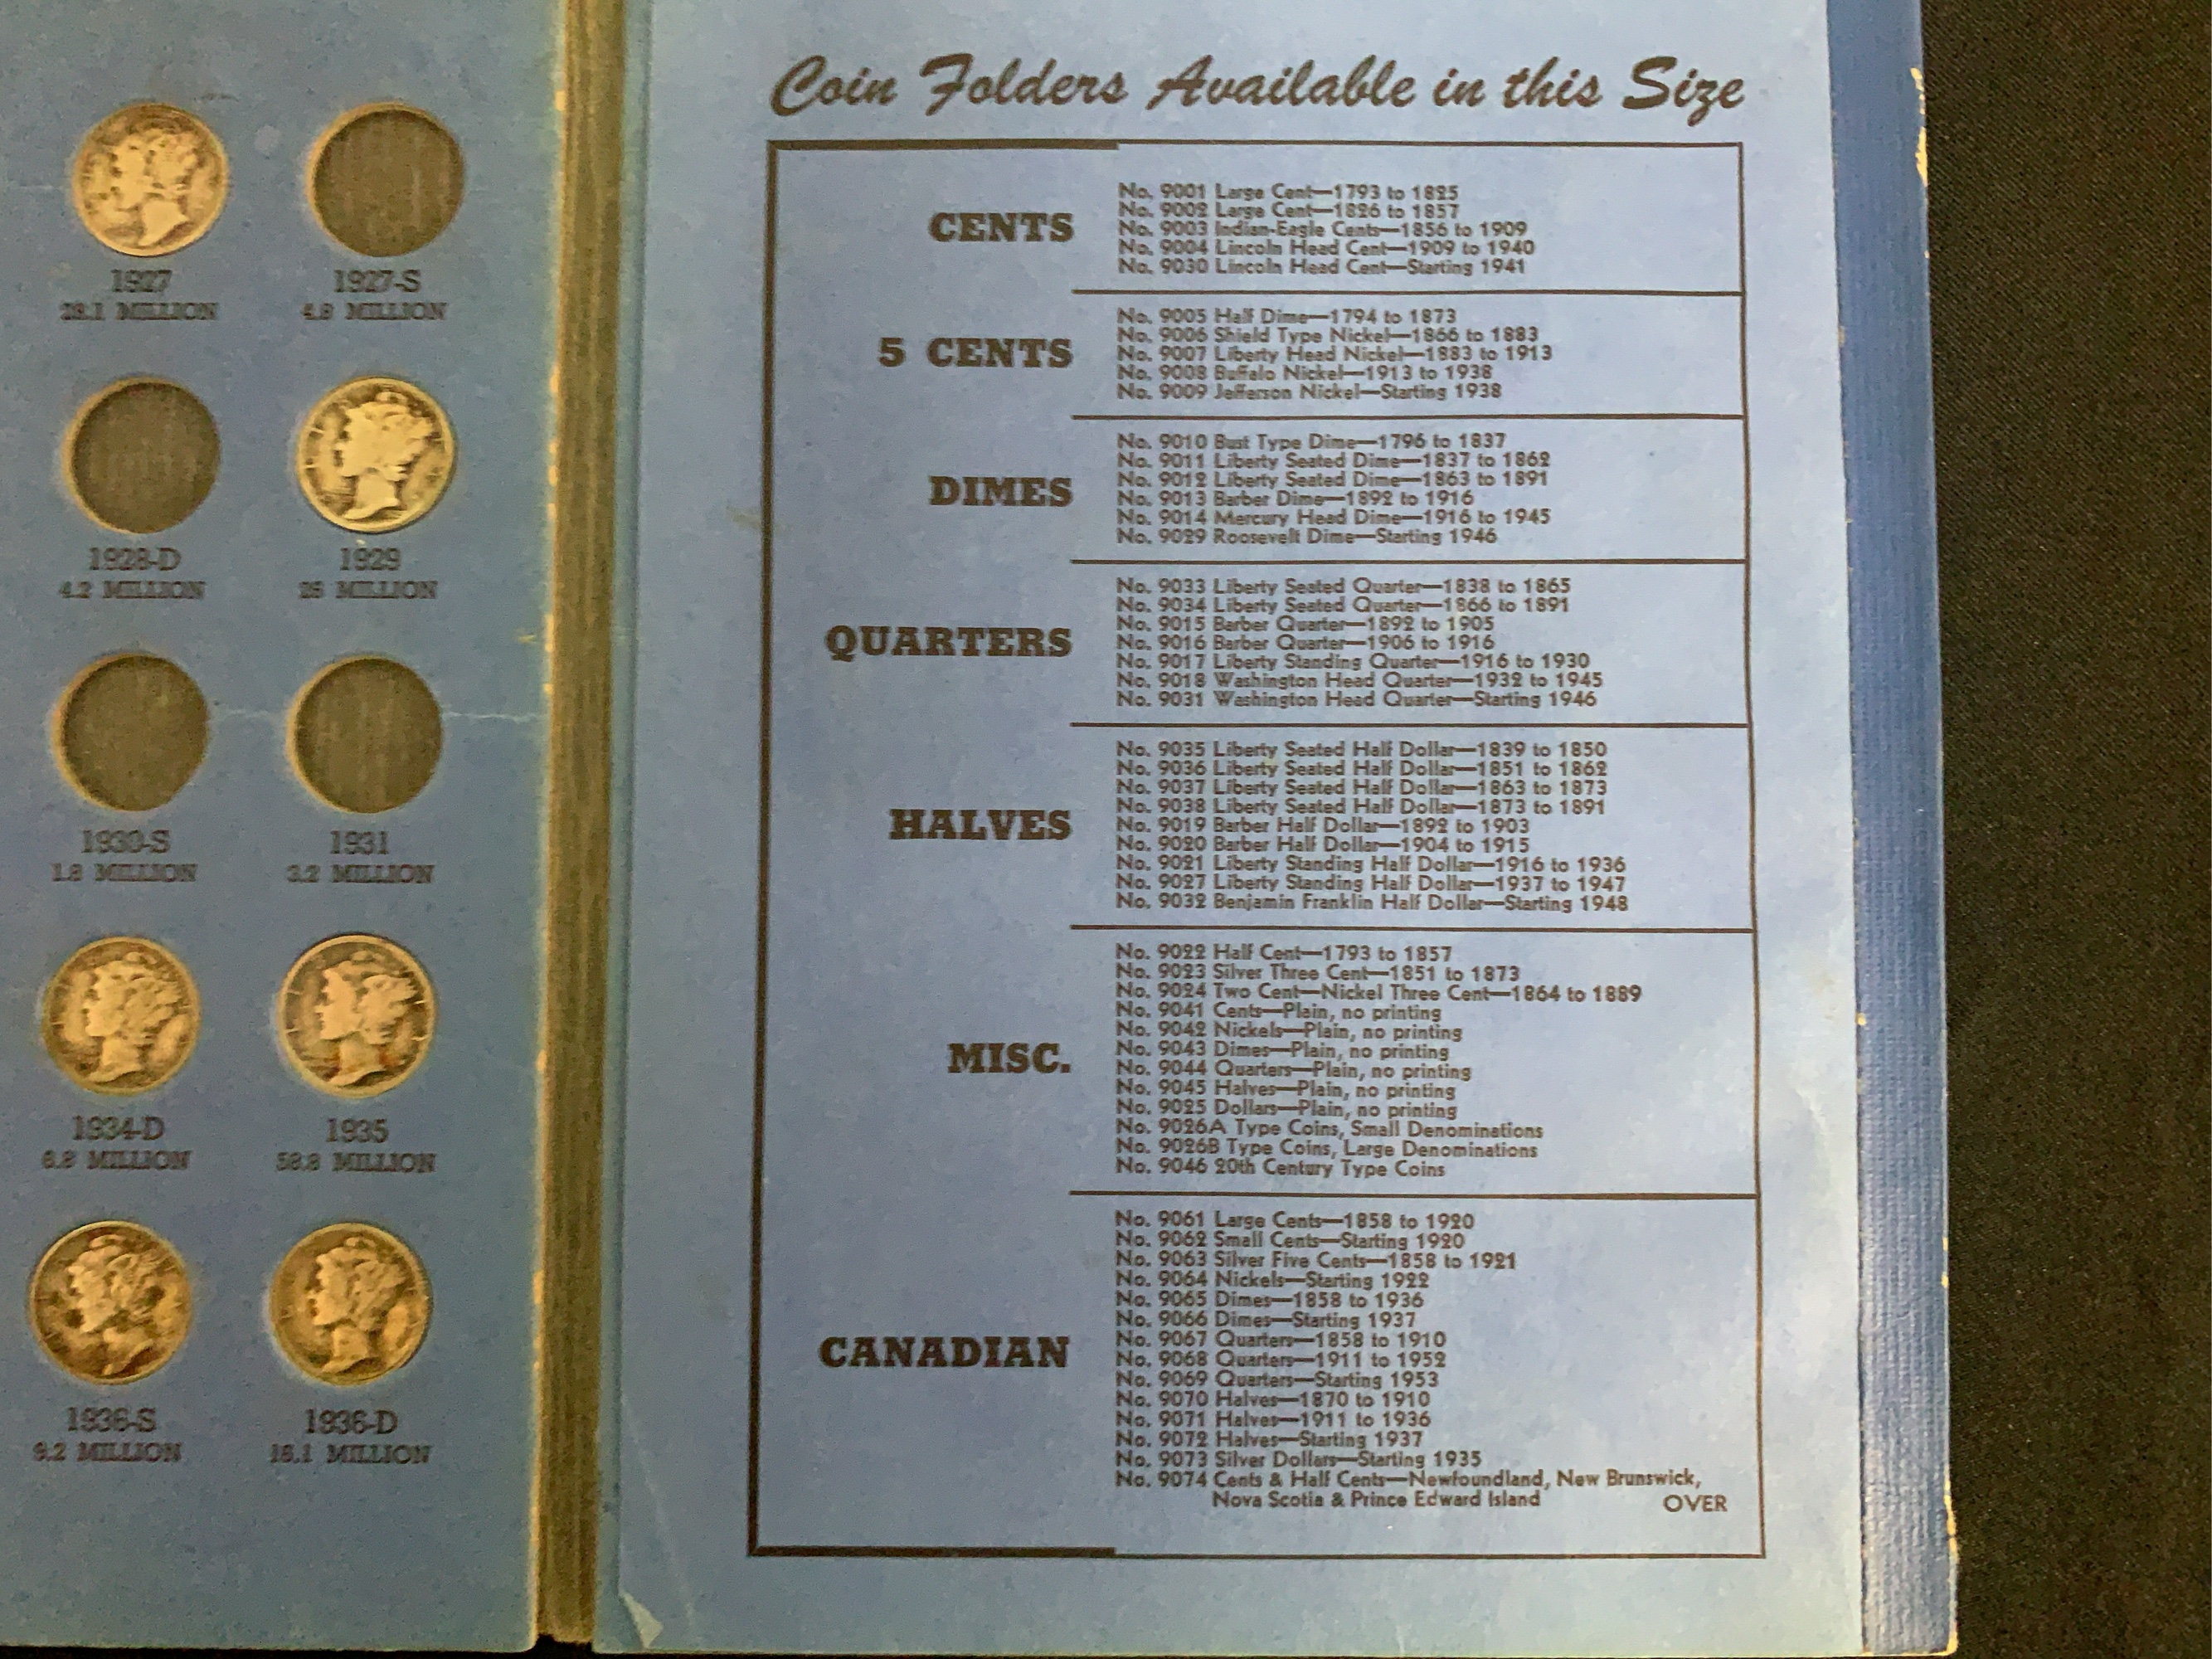 1927
28.1 MILLION
1927-S
4.8 MILLION
1928-D
4.2 MILLION
1929
26 MILLION
1930-S
1.8 MILLION
1931
3.2 MILLION
1934-D
6.8 MILLION
1935
58.8 MILLION
1936-S
9.2 MILLION
1936-D
16.1 MILLION
Coin Folders Available in this Size
CENTS
No. 9001 Large Cent—1793 to 1825
No. 9002 Large Cent—1826 to 1857
No. 9003 Indian-Eagle Cents—1856 to 1909
No. 9004 Lincoln Head Cent—1909 to 1940
No. 9030 Lincoln Head Cent—Starting 1941
5 CENTS
No. 9005 Half Dime—1794 to 1873
No. 9006 Shield Type Nickel—1866 to 1883
No. 9007 Liberty Head Nickel—1883 to 1913
No. 9008 Buffalo Nickel—1913 to 1938
No. 9009 Jefferson Nickel—Starting 1938
DIMES
No. 9010 Bust Type Dime—1796 to 1837
No. 9011 Liberty Seated Dime—1837 to 1862
No. 9012 Liberty Seated Dime—1863 to 1891
No. 9013 Barber Dime—1892 to 1916
No. 9014 Mercury Head Dime—1916 to 1945
No. 9029 Roosevelt Dime—Starting 1946
QUARTERS
No. 9033 Liberty Seated Quarter—1838 to 1865
No. 9034 Liberty Seated Quarter—1866 to 1891
No. 9015 Barber Quarter—1892 to 1905
No. 9016 Barber Quarter—1906 to 1916
No. 9017 Liberty Standing Quarter—1916 to 1930
No. 9018 Washington Head Quarter—1932 to 1945
No. 9031 Washington Head Quarter—Starting 1946
HALVES
No. 9035 Liberty Seated Half Dollar—1839 to 1850
No. 9036 Liberty Seated Half Dollar—1851 to 1862
No. 9037 Liberty Seated Half Dollar—1863 to 1873
No. 9038 Liberty Seated Half Dollar—1873 to 1891
No. 9019 Barber Half Dollar—1892 to 1903
No. 9020 Barber Half Dollar—1904 to 1915
No. 9021 Liberty Standing Half Dollar—1916 to 1936
No. 9027 Liberty Standing Half Dollar—1937 to 1947
No. 9032 Benjamin Franklin Half Dollar—Starting 1948
MISC.
No. 9022 Half Cent—1793 to 1857
No. 9023 Silver Three Cent—1851 to 1873
No. 9024 Two Cent—Nickel Three Cent—1864 to 1889
No. 9041 Cents—Plain, no printing
No. 9042 Nickels—Plain, no printing
No. 9043 Dimes—Plain, no printing
No. 9044 Quarters—Plain, no printing
No. 9045 Halves—Plain, no printing
No. 9025 Dollars—Plain, no printing
No. 9026A Type Coins, Small Denominations
No. 9026B Type Coins, Large Denominations
No. 9046 20th Century Type Coins
CANADIAN
No. 9061 Large Cents—1858 to 1920
No. 9062 Small Cents—Starting 1920
No. 9063 Silver Five Cents—1858 to 1921
No. 9064 Nickels—Starting 1922
No. 9065 Dimes—1858 to 1936
No. 9066 Dimes—Starting 1937
No. 9067 Quarters—1858 to 1910
No. 9068 Quarters—1911 to 1952
No. 9069 Quarters—Starting 1953
No. 9070 Halves—1870 to 1910
No. 9071 Halves—1911 to 1936
No. 9072 Halves—Starting 1937
No. 9073 Silver Dollars—Starting 1935
No. 9074 Cents & Half Cents—Newfoundland, New Brunswick,
Nova Scotia & Prince Edward Island
OVER